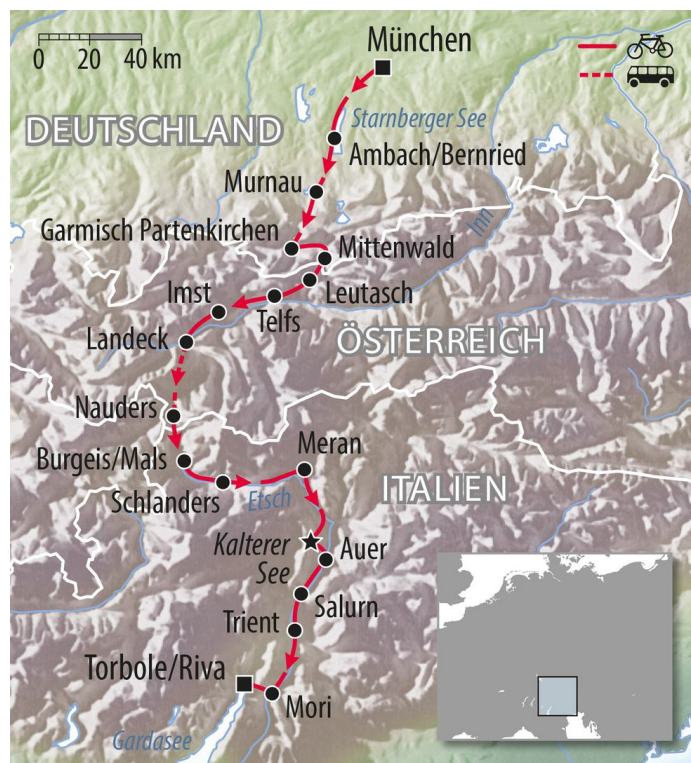 München
0 20 40 km
Starnberger See
DEUTSCHLAND
Ambach/Bernried
Murnau
Inn
Garmisch Partenkirchen
Mittenwald
Imst
Leutasch
Telfs
Landeck
ÖSTERREICH
Nauders
Meran
Burgeis/Mals
ITALIEN
Schlanders
Etsch
Kalterer
See
Auer
Salurn
Trient
Torbole/Riva
Mori
Gardasee